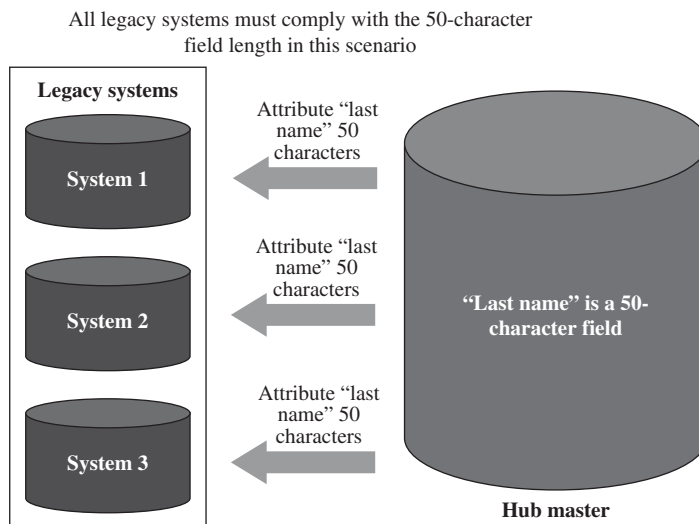 All legacy systems must comply with the 50-character
field length in this scenario
Legacy systems
System 1
System 2
System 3
Attribute “last
name” 50
characters
Attribute “last
name” 50
characters
Attribute “last
name” 50
characters
“Last name” is a 50-
character field
Hub master